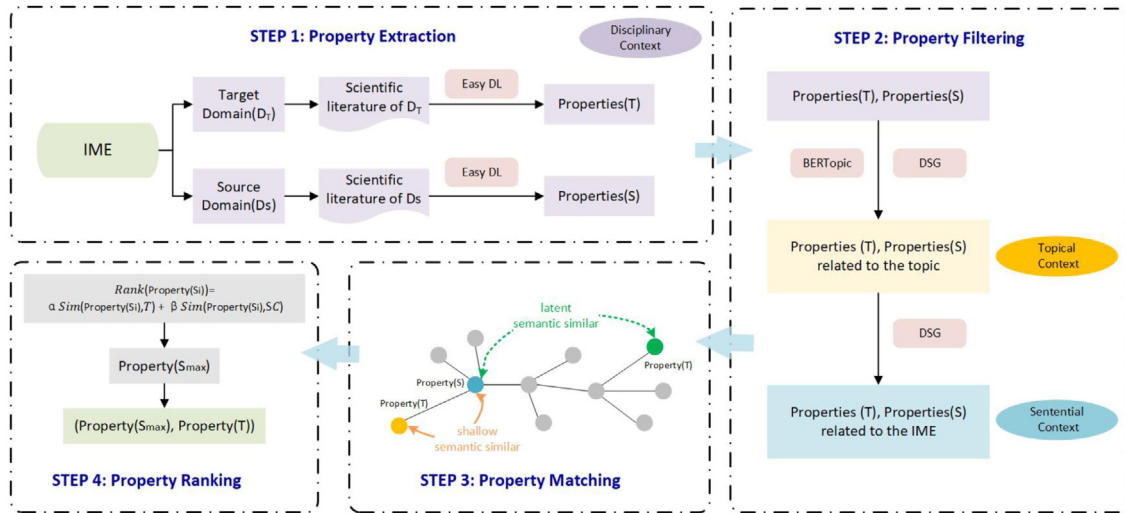 STEP 1: Property Extraction
Disciplinary
Context
IME
Target
Domain(DT)
Scientific
literature of DT
Easy DL
Properties(T)
Source
Domain(Ds)
Scientific
literature of Ds
Easy DL
Properties(S)
STEP 2: Property Filtering
Properties(T), Properties(S)
BERTopic
DSG
Properties (T), Properties(S)
related to the topic
Topical
Context
DSG
Properties (T), Properties(S)
related to the IME
Sentential
Context
latent
semantic similar
Property(S)
Property(T)
Property(T)
shallow
semantic similar
STEP 3: Property Matching
Rank(Property(Si))=
α Sim(Property(Si),T) + β Sim(Property(Si),SC)
Property(Smax)
(Property(Smax), Property(T))
STEP 4: Property Ranking